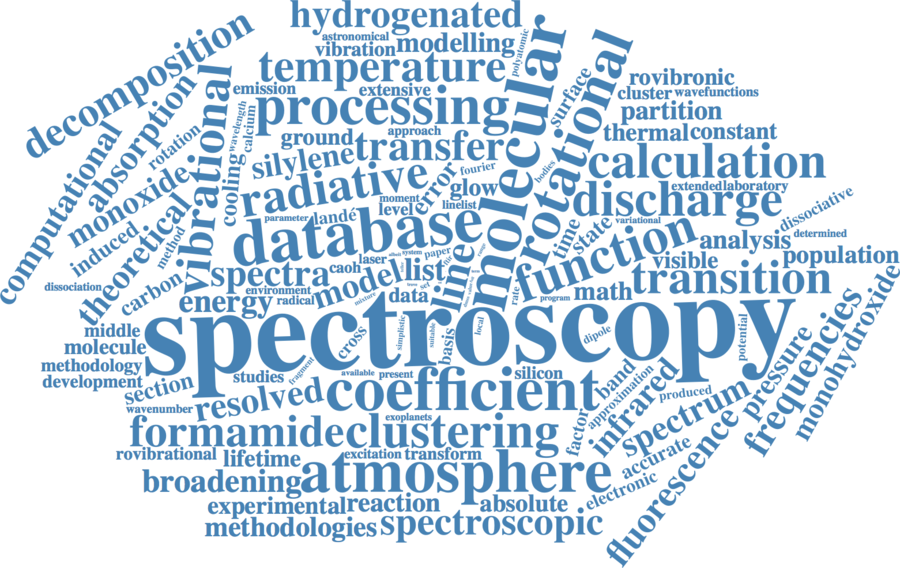 hydrogenated
astronomical
vibration modelling
polyatomic
decomposition
temperature
molecular
rotational
surface
rovibronic
emission
extensive
cluster wavefunctions
absorption
vibrational
wavelength
calcium
processing
partition
computational
rotation
ground
approach
thermal constant
silylene transfer
monoxide
cooling
fourier
bodies
calculation
radiative
error
moment
glow
extended laboratory
induced
theoretical
method
parameter
landé
level
linelist
discharge
dissociative
database
time
state
variational
determined
function
analysis
population
system
paper
laser
spectra
caoh
model
list
line
visible
transition
dissociation
carbon
environment
energy
radical
mixture
data
set
rate
program
math
monohydroxide
spectroscopy
middle
molecule
cross
simplistic
suitable
basis
local
dipole
potential
methodology
development
studies
fragment
available
present
silicon
band
pressure
frequencies
section
resolved
coefficient
approximation
produced
wavenumber
exoplanets
factor
infrared
spectrum
formamide clustering
rovibrational
lifetime
excitation transform
accurate
broadening
atmosphere
electronic
fluorescence
experimental reaction
absolute
methodologies spectroscopic